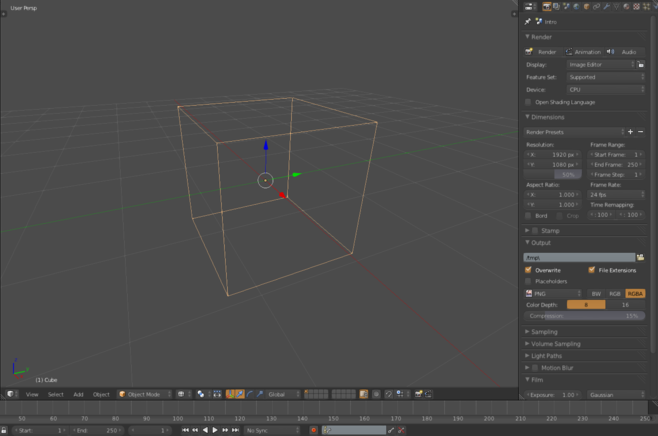 User Persp
Intro
Render
Render Animation Audio
Display: Image Editor
Feature Set: Supported
Device: CPU
Open Shading Language
Dimensions
Render Presets
Resolution: Frame Range:
X: 1920 px Start Frame: 1
Y: 1080 px End Frame: 250
50% Frame Step: 1
Aspect Ratio: Frame Rate:
X: 1.000 24 fps
Y: 1.000 Time Remapping:
Bord Crop : 100 : 100
Stamp
Output
/tmp\
Overwrite File Extensions
Placeholders
PNG BW RGB RGBA
Color Depth: 8 16
Compression: 15%
Sampling
Volume Sampling
Light Paths
Motion Blur
Film
Exposure: 1.00 Gaussian
(1) Cube
View Select Add Object Object Mode Global
50 60 70 80 90 100 110 120 130 140 150 160 170 180 190 200 210 220 230 240 250
Start: 1 End: 250 1 No Sync